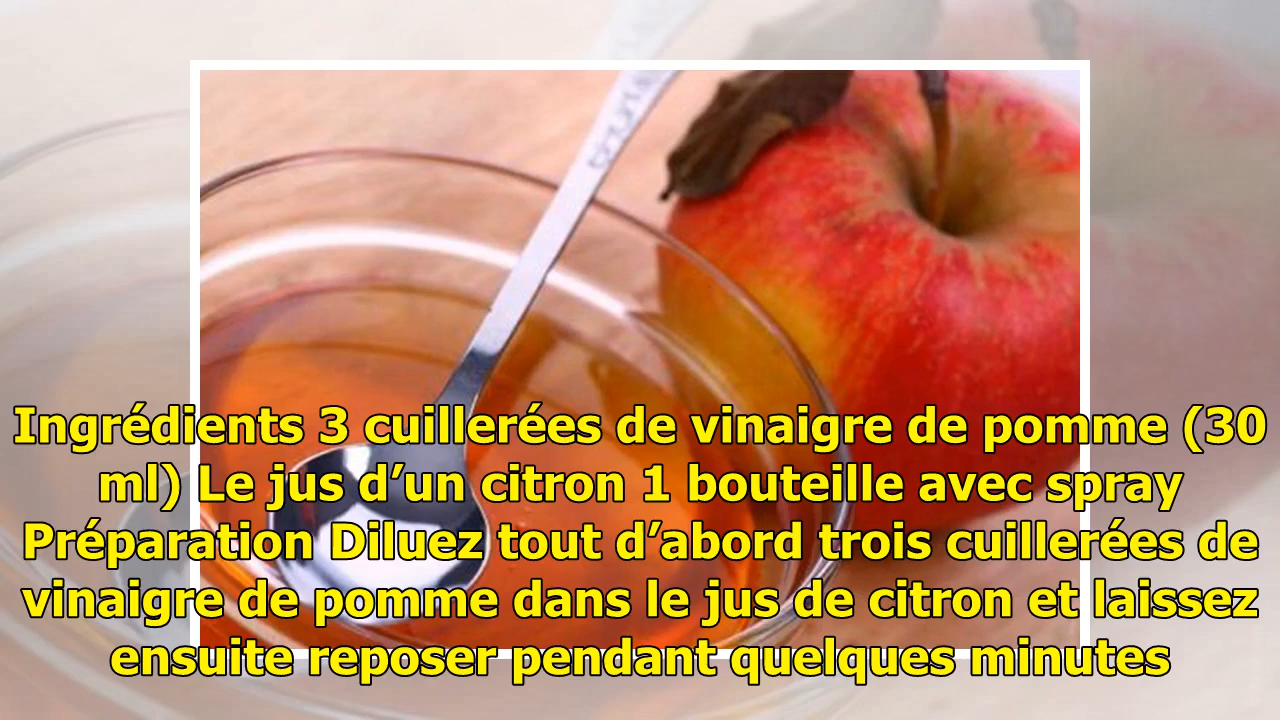 Ingrédients 3 cuillerées de vinaigre de pomme (30
ml) Le jus d’un citron 1 bouteille avec spray
Préparation Diluez tout d’abord trois cuillerées de
vinaigre de pomme dans le jus de citron et laissez
ensuite reposer pendant quelques minutes